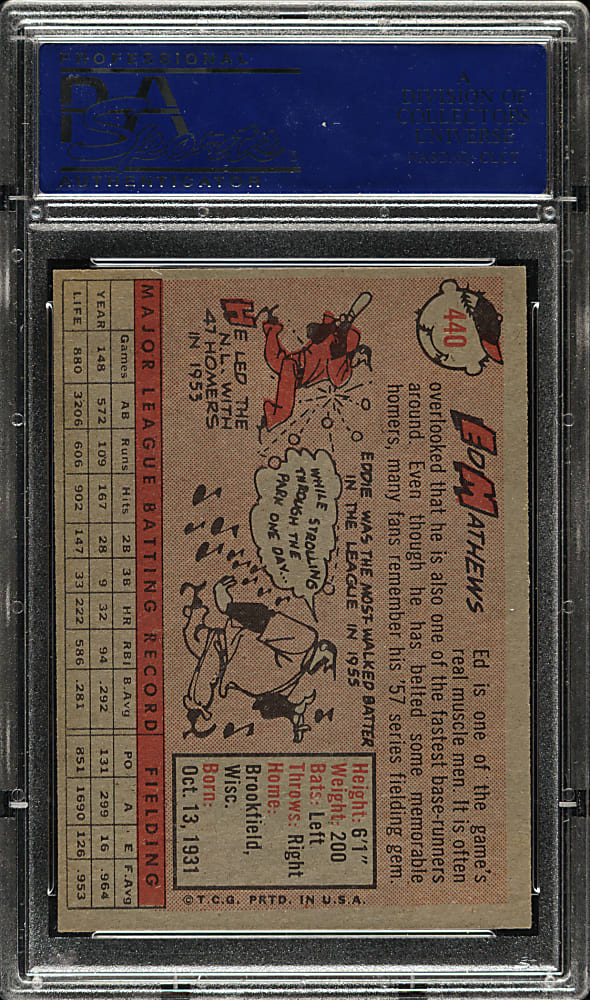 PROFESSIONAL
PSA
Sports
AUTHENTICATOR
A
DIVISION OF
COLLECTORS
UNIVERSE
NASDAQ: CLCT
440
ED MATHEWS
Ed is one of the game's
real muscle men. It is often
overlooked that he is also one of the fastest base-runners
around. Even though he has belted some memorable
homers, many fans remember his '57 series fielding gem.
HE LED THE
N.L. WITH
47 HOMERS
IN 1953
EDDIE WAS THE MOST WALKED BATTER
IN THE LEAGUE IN 1955
WHILE STROLLING
THROUGH THE
PARK ONE DAY...
Height: 6'1"
Weight: 200
Bats: Left
Throws: Right
Home:
Brookfield,
Wisc.
Born:
Oct. 13, 1931
© T.C.G. PRTD. IN U.S.A.
MAJOR LEAGUE BATTING RECORD FIELDING
Games AB Runs Hits 2B 3B HR RBI B.Avg PO A E F.Avg
YEAR 148 572 109 167 28 9 32 94 .292 131 299 16 .964
LIFE 880 3206 606 902 147 33 222 586 .281 851 1690 126 .953